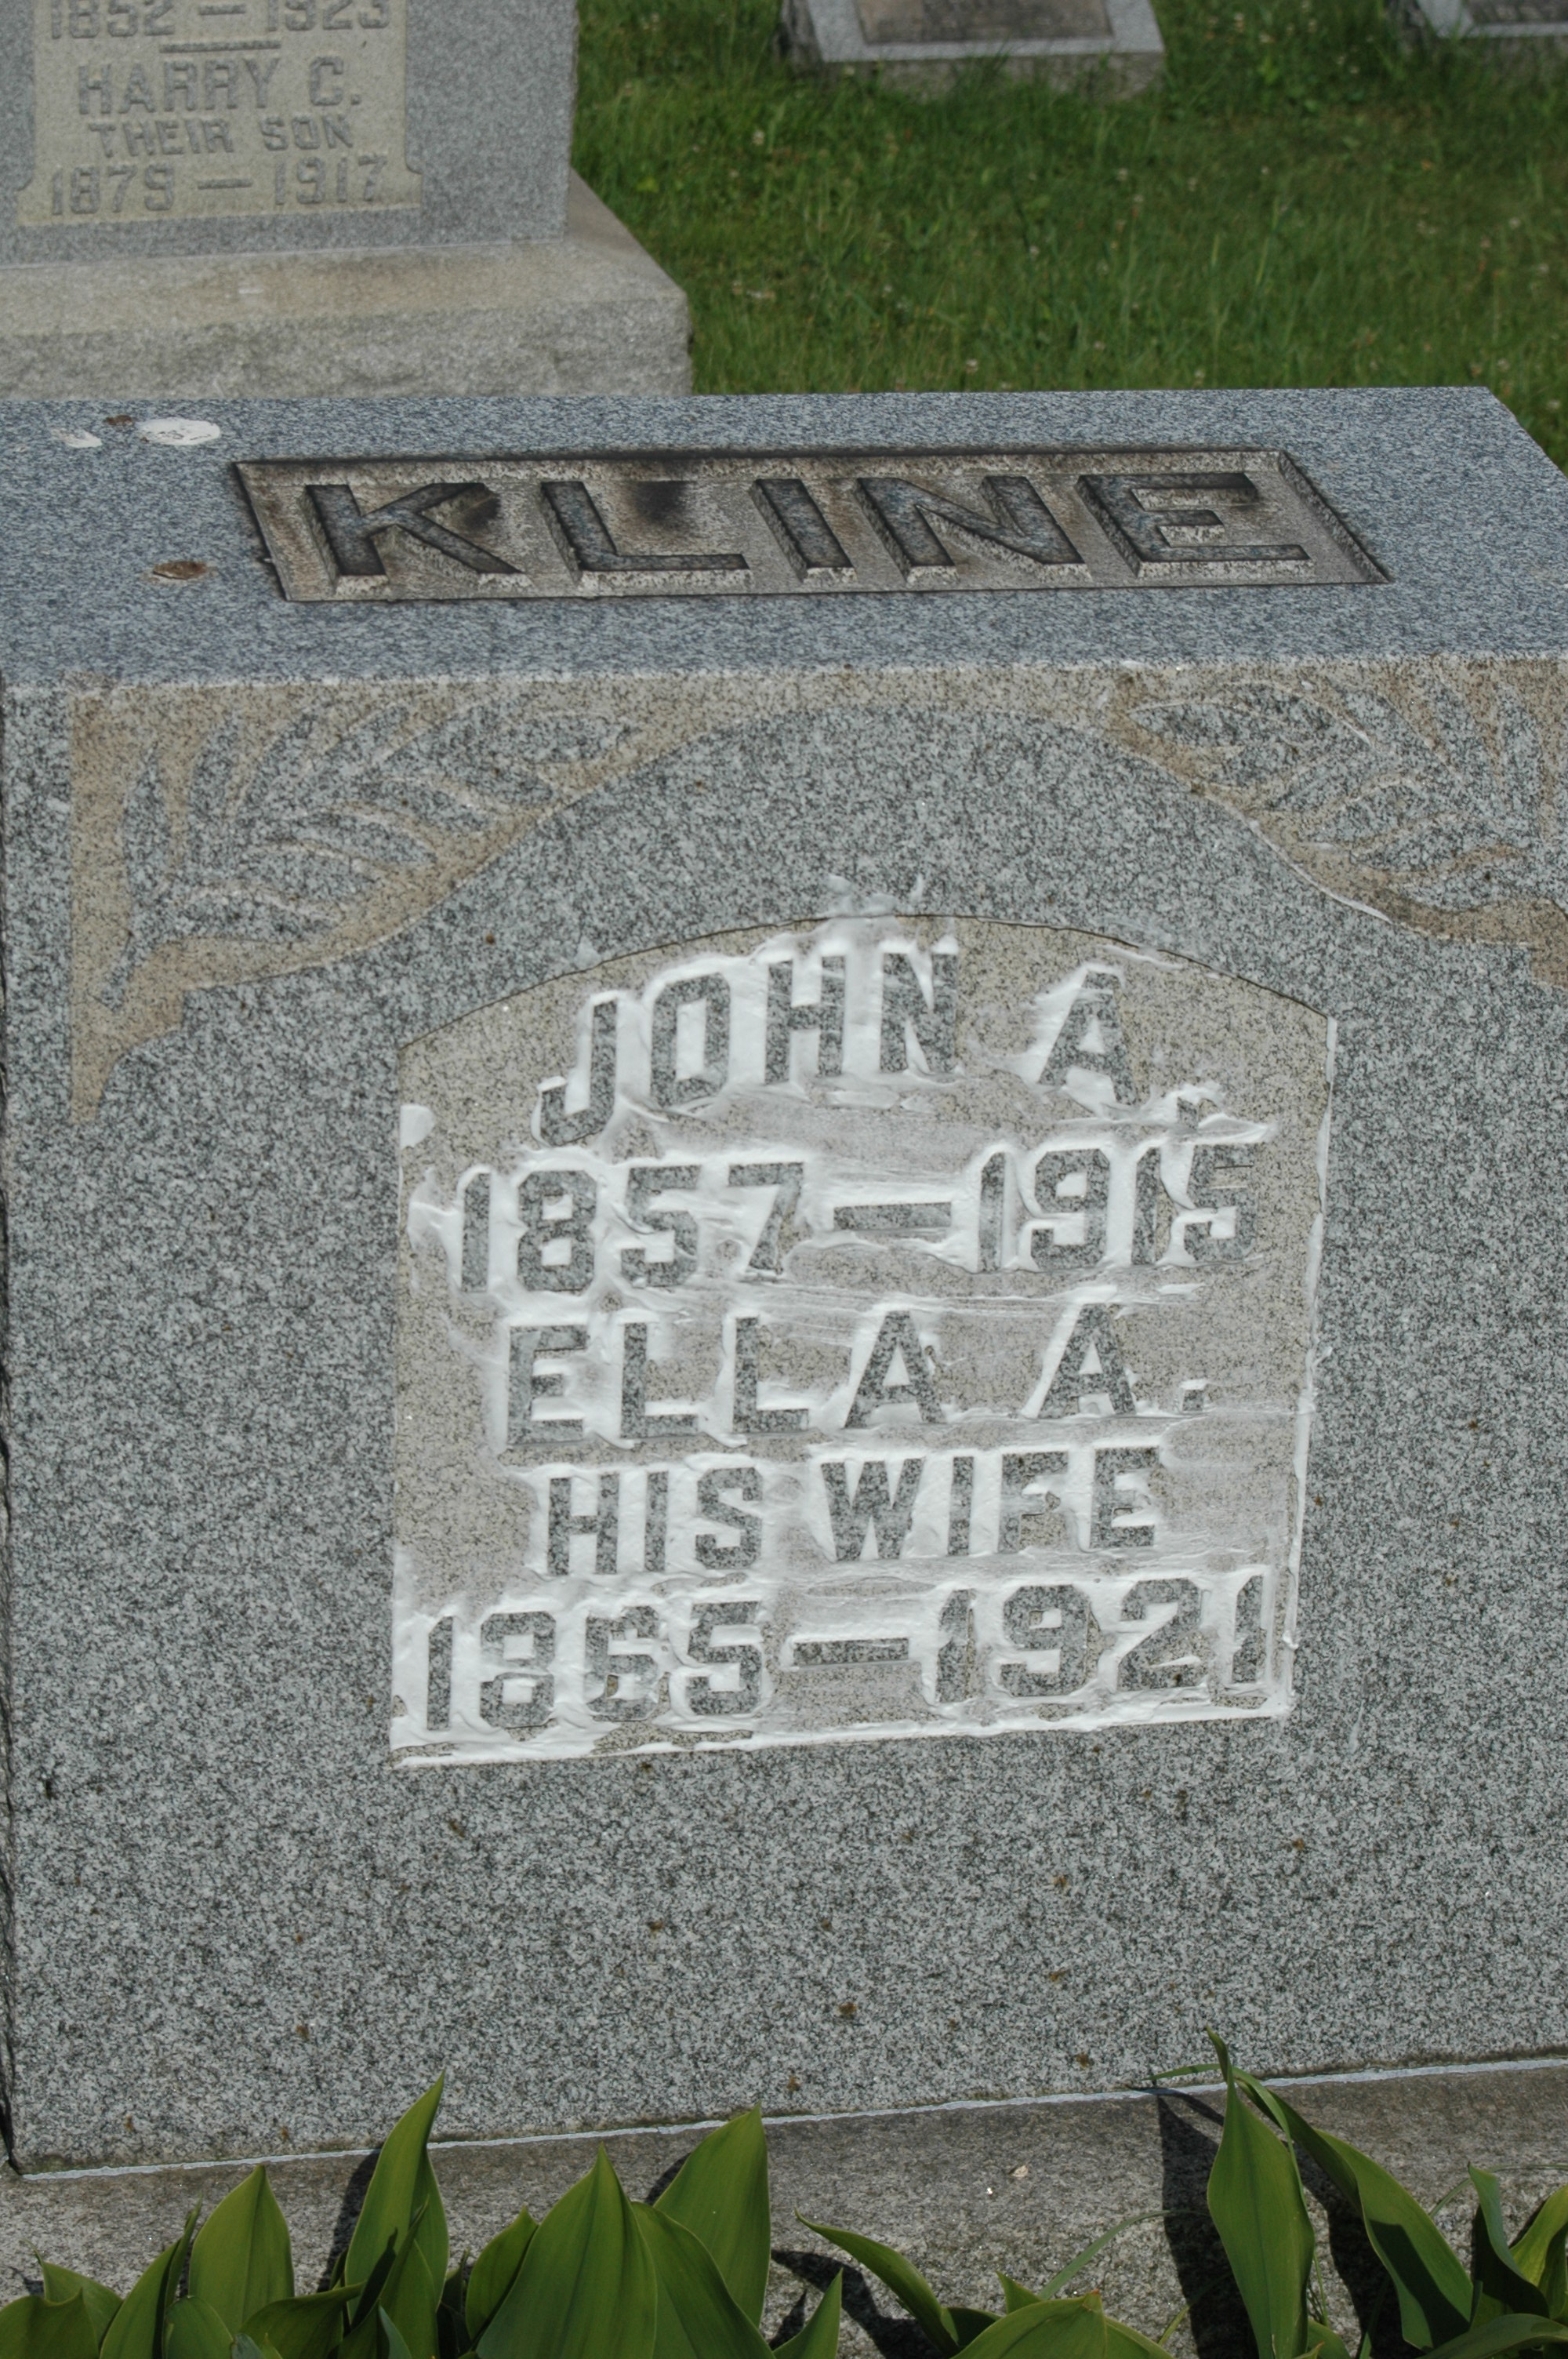 1852 — 1923
HARRY C.
THEIR SON
1879 — 1917
KLINE
JOHN A.
1857 — 1915
ELLA A.
HIS WIFE
1865 — 1921